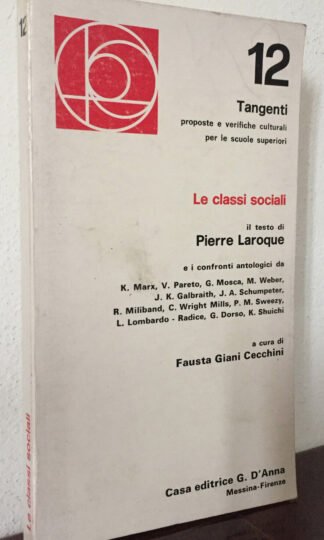 12
12
Tangenti
proposte e verifiche culturali
per le scuole superiori
Le classi sociali
il testo di
Pierre Laroque
e i confronti antologici da
K. Marx, V. Pareto, G. Mosca, M. Weber,
J. K. Galbraith, J. A. Schumpeter,
R. Miliband, C. Wright Mills, P. M. Sweezy,
L. Lombardo - Radice, G. Dorso, K. Shuichi
a cura di
Fausta Giani Cecchini
Casa editrice G. D'Anna
Messina-Firenze
Le classi sociali